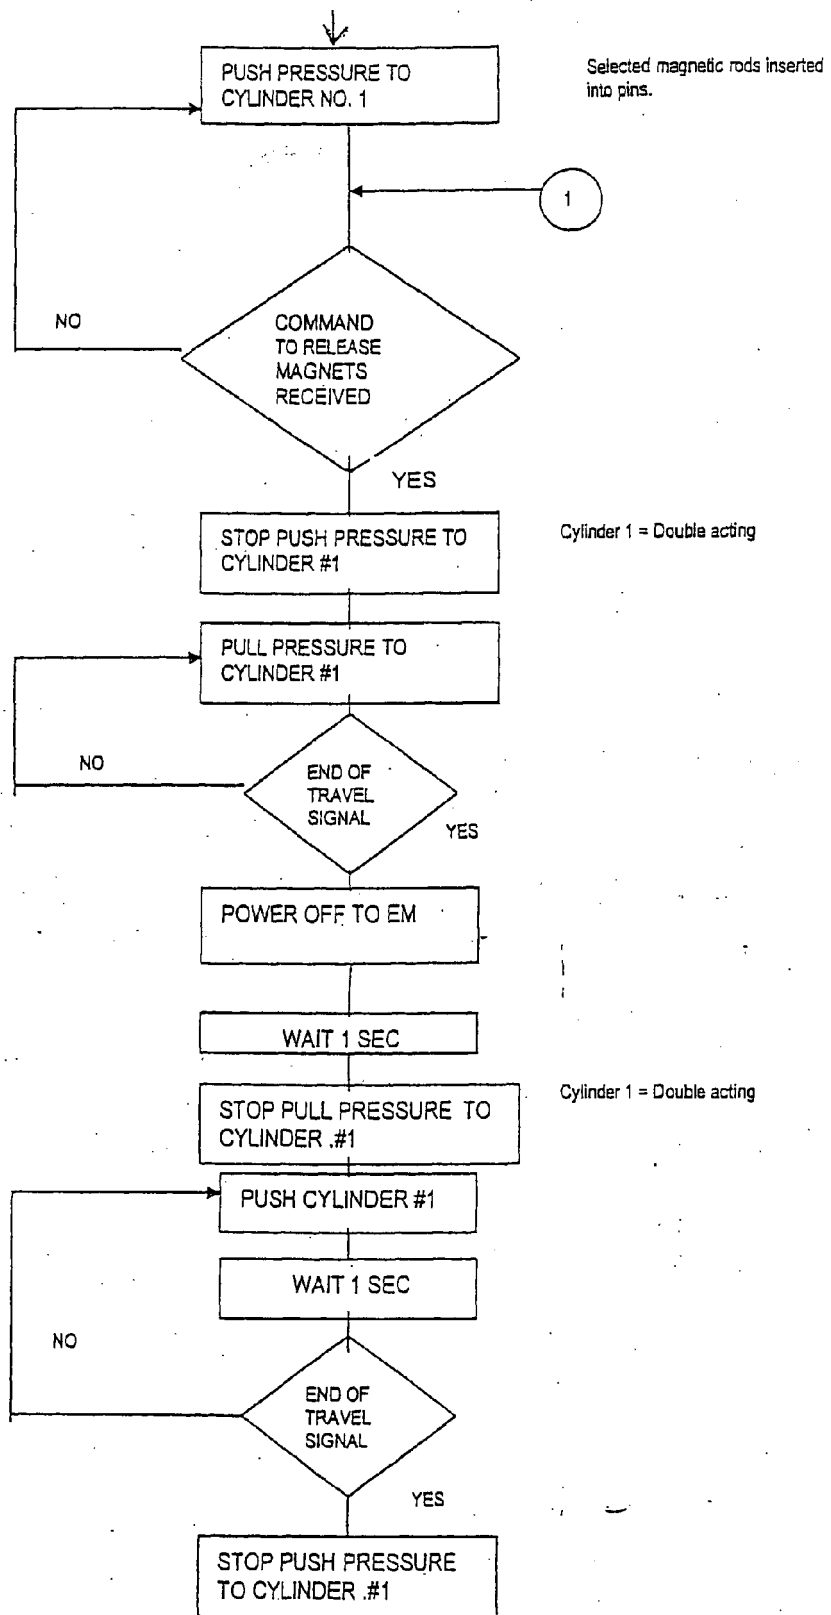 PUSH PRESSURE TO
CYLINDER NO. 1
Selected magnetic rods inserted
into pins.
1
NO
COMMAND
TO RELEASE
MAGNETS
RECEIVED
YES
STOP PUSH PRESSURE TO
CYLINDER #1
Cylinder 1 = Double acting
PULL PRESSURE TO
CYLINDER #1
NO
END OF
TRAVEL
SIGNAL
YES
POWER OFF TO EM
WAIT 1 SEC
STOP PULL PRESSURE TO
CYLINDER .#1
Cylinder 1 = Double acting
PUSH CYLINDER #1
WAIT 1 SEC
NO
END OF
TRAVEL
SIGNAL
YES
STOP PUSH PRESSURE
TO CYLINDER .#1